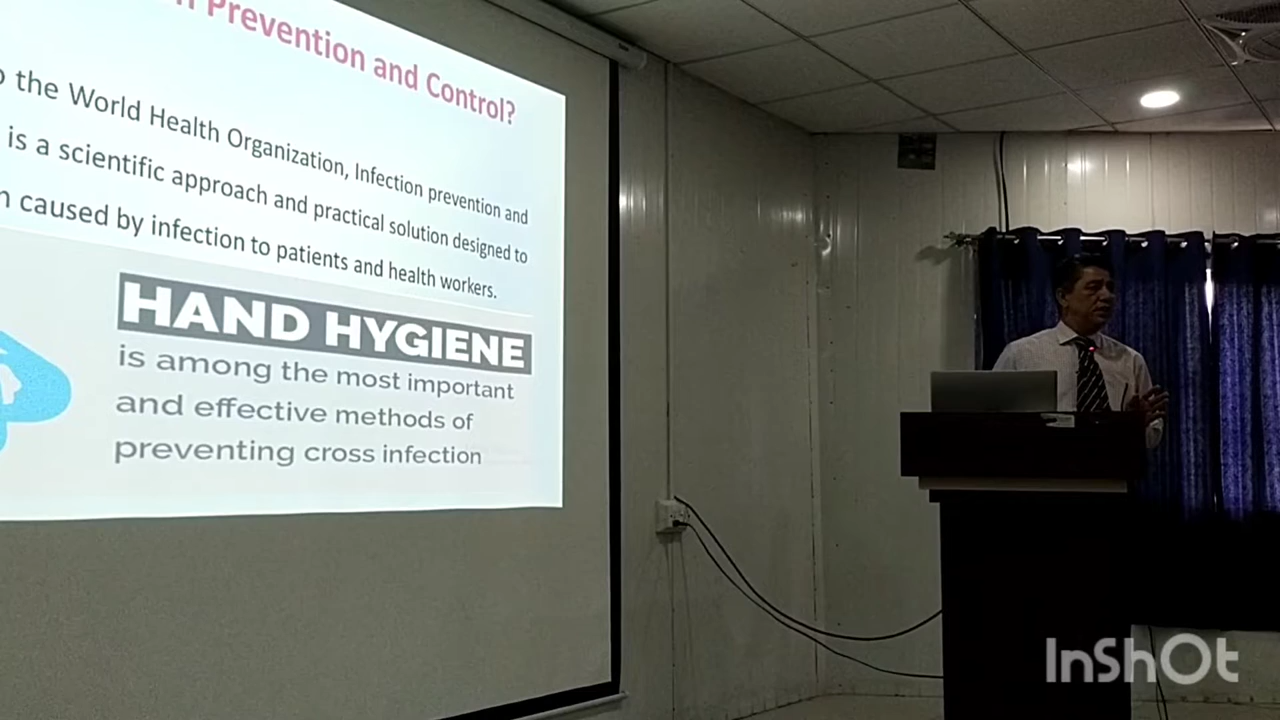 Prevention and Control?
the World Health Organization, Infection prevention and
is a scientific approach and practical solution designed to
caused by infection to patients and health workers.
HAND HYGIENE
is among the most important
and effective methods of
preventing cross infection
InShOt